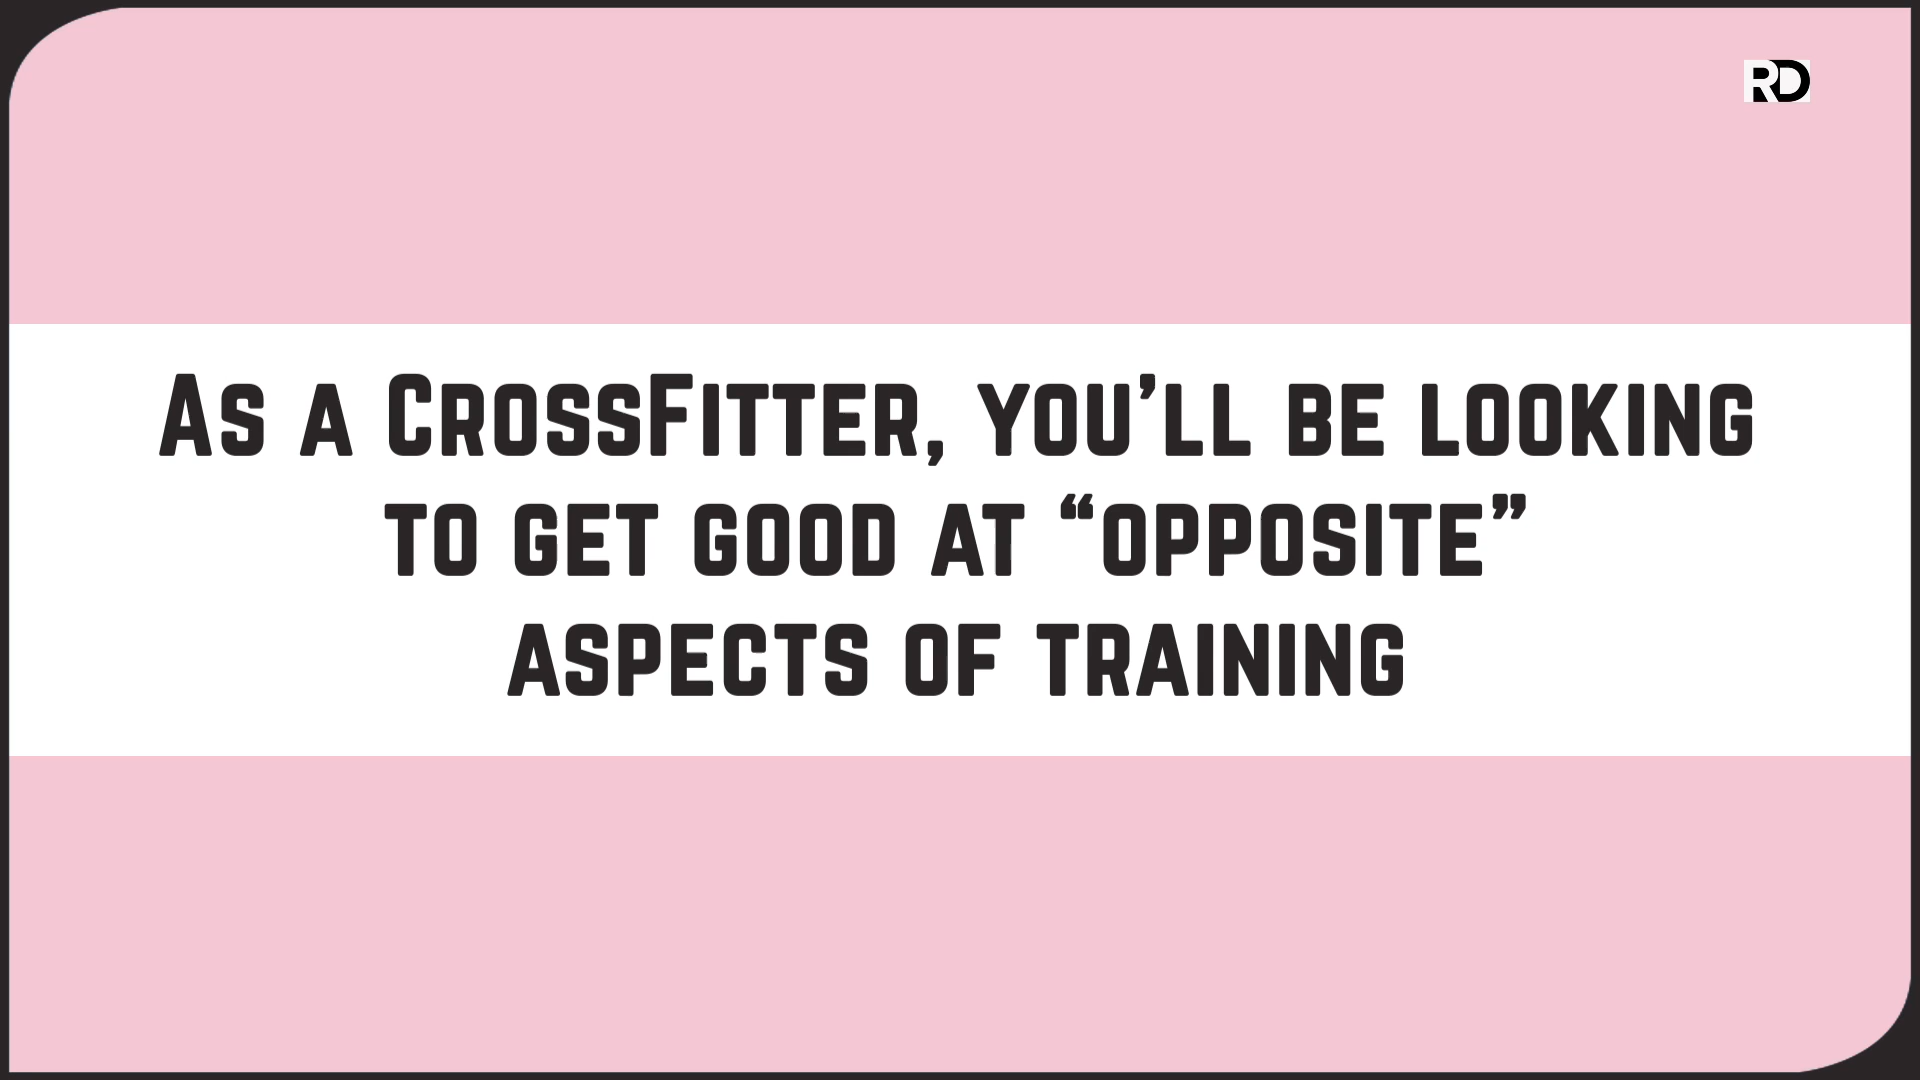 RD
As a CrossFitter, you’ll be looking
to get good at “opposite”
aspects of training